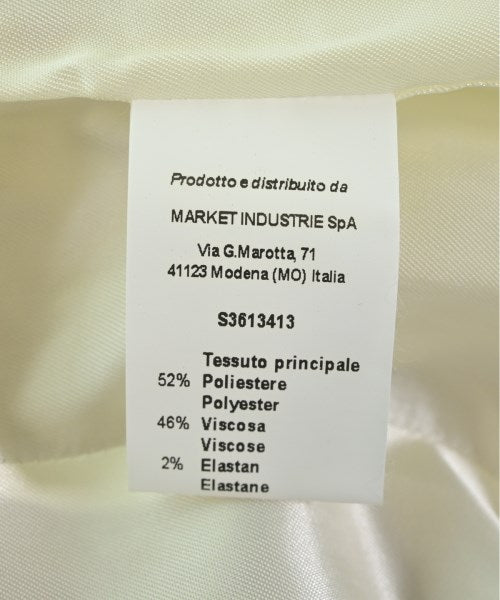 Prodotto e distribuito da
MARKET INDUSTRIE SpA
Via G.Marotta, 71
41123 Modena (MO) Italia
S3613413
Tessuto principale
52% Poliestere
Polyester
46% Viscosa
Viscose
2% Elastan
Elastane